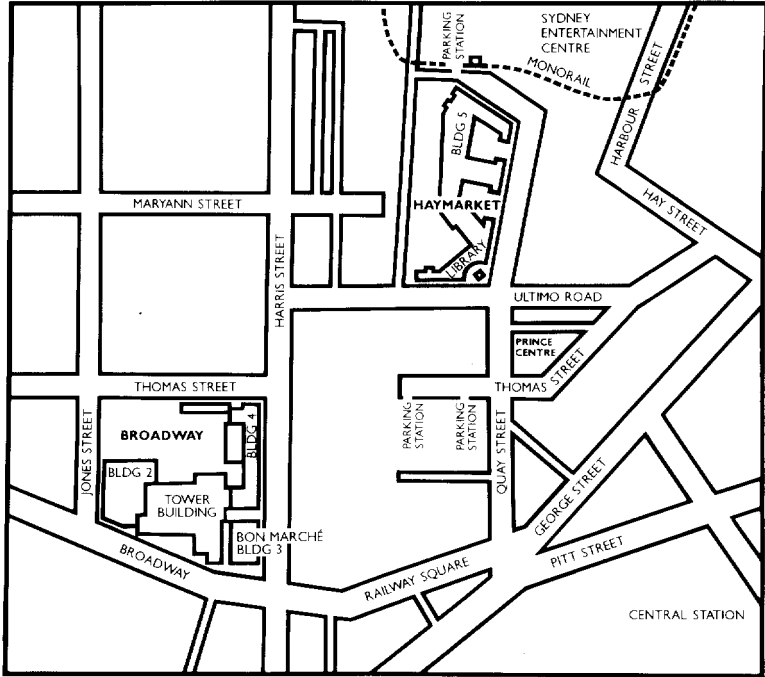 PARKING
STATION
SYDNEY
ENTERTAINMENT
CENTRE
MONORAIL
HARBOUR STREET
BLDG 5
HAY STREET
MARYANN STREET
HAYMARKET
LIBRARY
HARRIS STREET
ULTIMO ROAD
PRINCE
CENTRE
THOMAS STREET
THOMAS STREET
JONES STREET
BROADWAY
BLDG 4
PARKING
STATION
PARKING
STATION
QUAY STREET
BLDG 2
TOWER
BUILDING
GEORGE STREET
BON MARCHÉ
BLDG 3
BROADWAY
RAILWAY SQUARE
PITT STREET
CENTRAL STATION